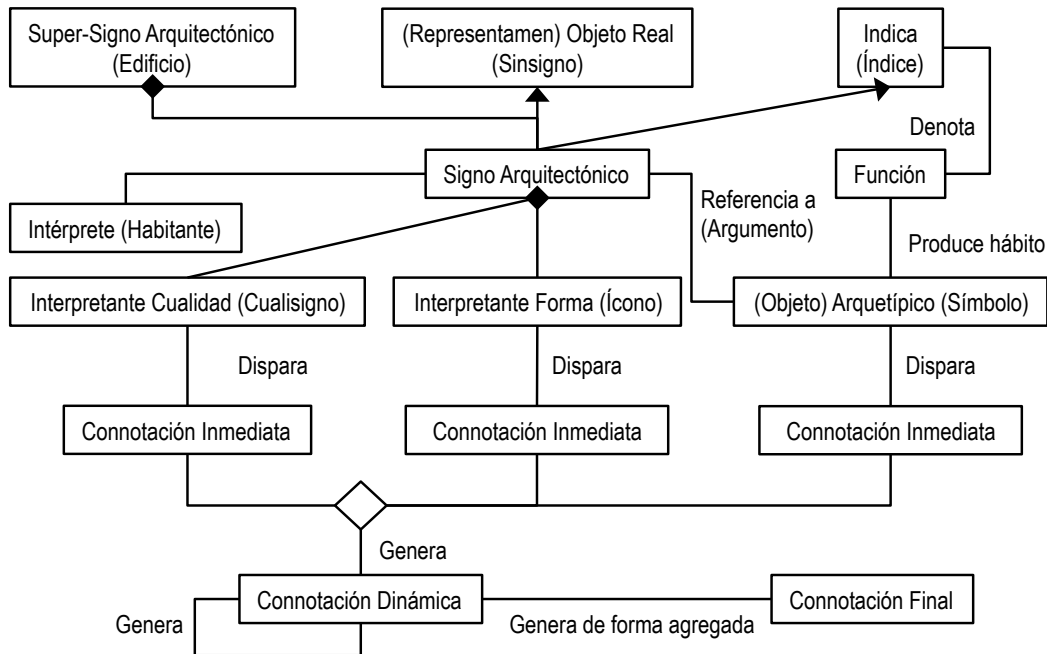 Super-Signo Arquitectónico
(Edificio)
(Representamen) Objeto Real
(Sinsigno)
Indica
(Índice)
Denota
Signo Arquitectónico
Función
Intérprete (Habitante)
Referencia a
(Argumento)
Produce hábito
Interpretante Cualidad (Cualisigno)
Interpretante Forma (Ícono)
(Objeto) Arquetípico (Símbolo)
Dispara
Dispara
Dispara
Connotación Inmediata
Connotación Inmediata
Connotación Inmediata
Genera
Connotación Dinámica
Connotación Final
Genera
Genera de forma agregada